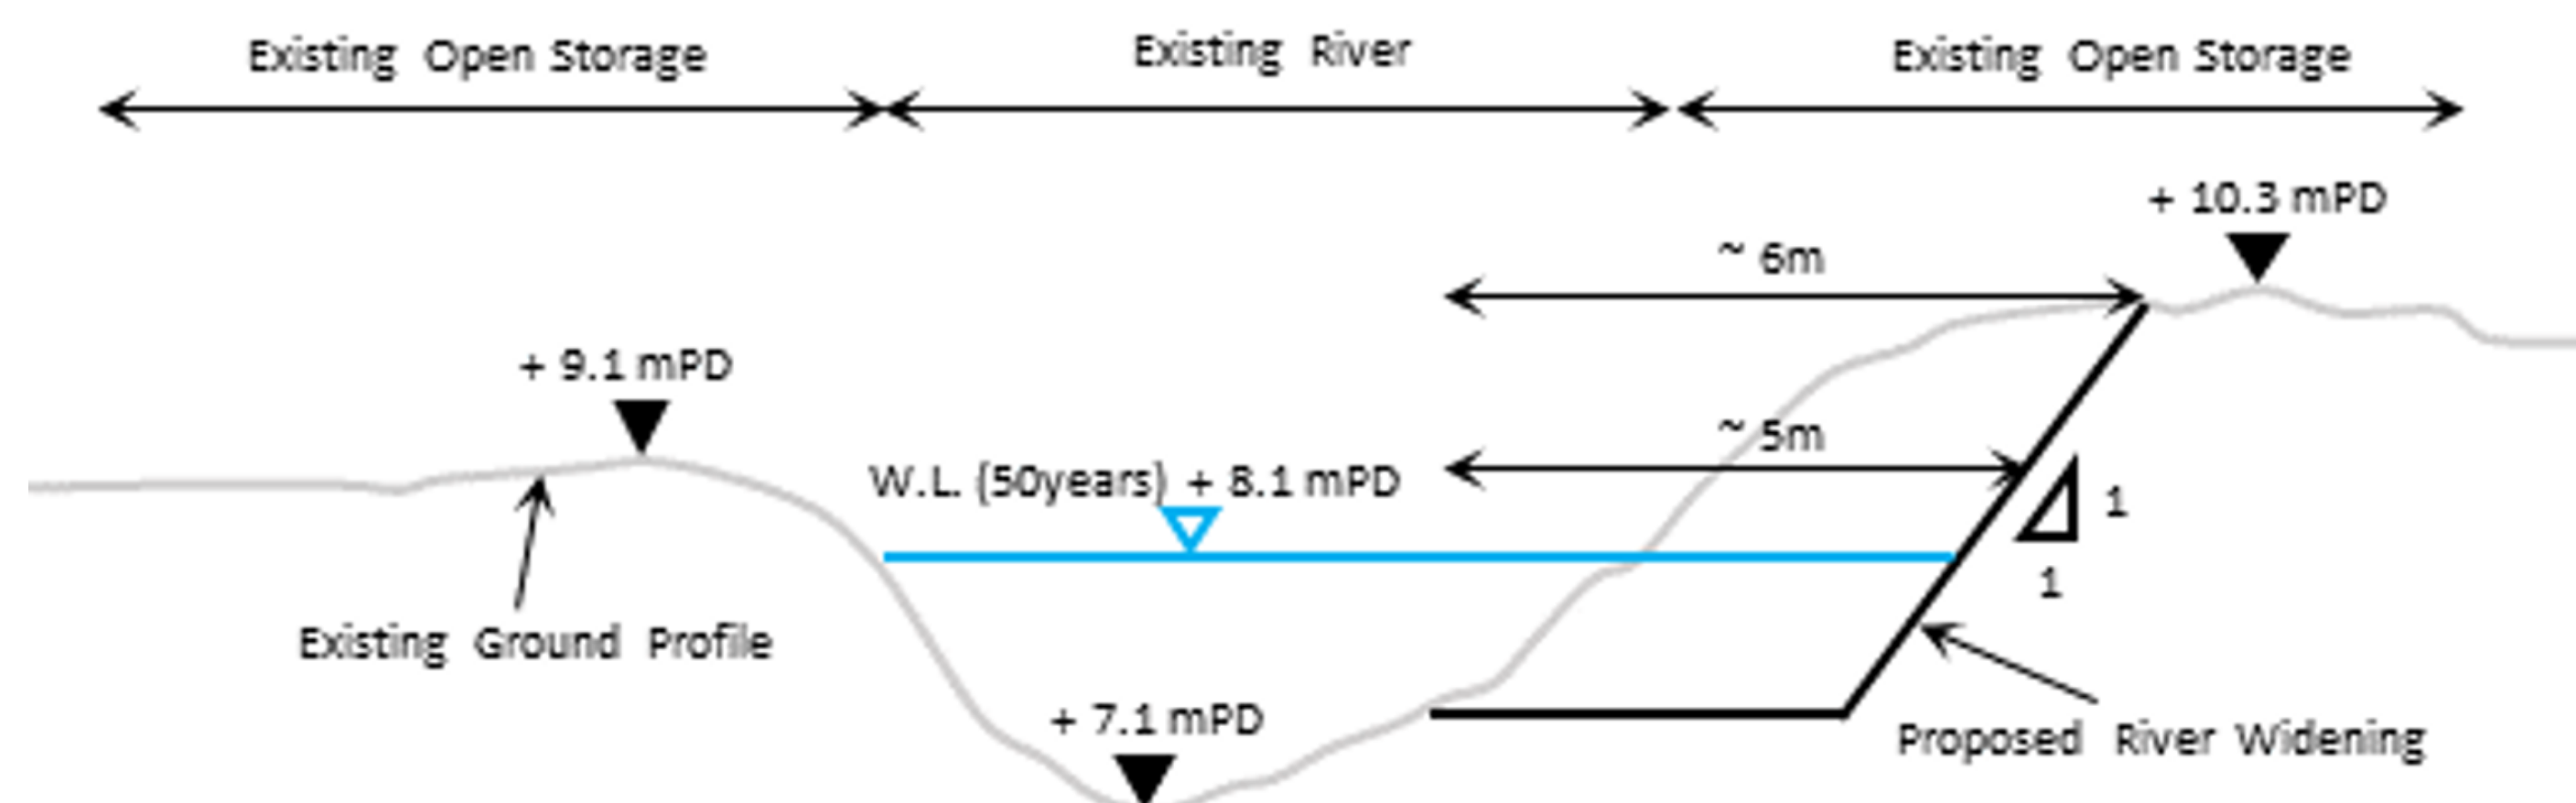 Existing Open Storage
Existing River
Existing Open Storage
+ 10.3 mPD
~ 6m
+ 9.1 mPD
~ 5m
W.L. (50years) + 8.1 mPD
1
1
Existing Ground Profile
+ 7.1 mPD
Proposed River Widening